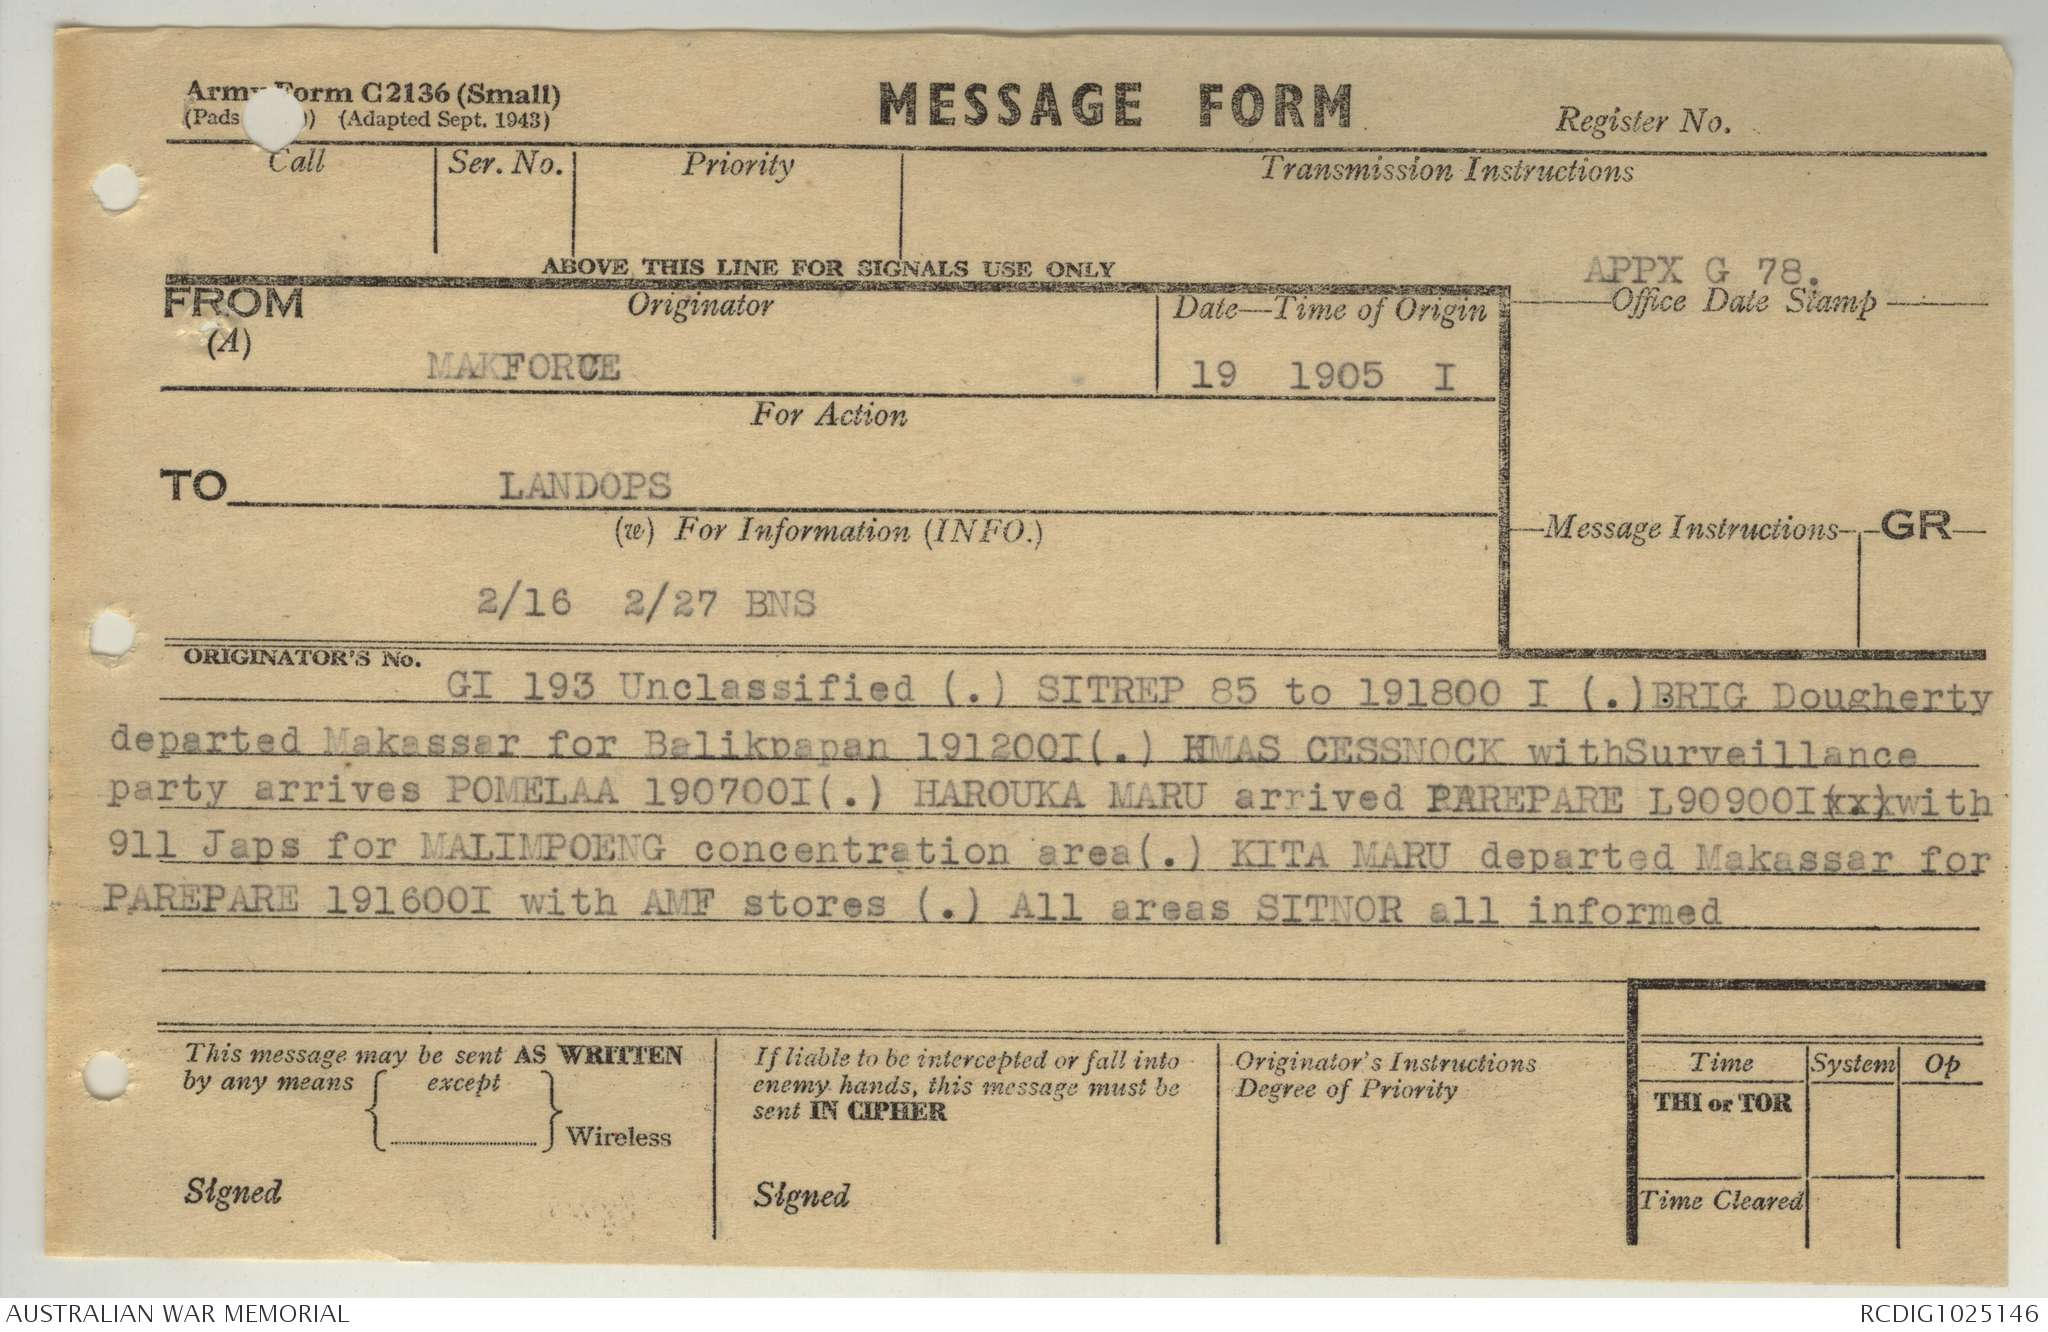 Army Form C2136 (Small)
MESSAGE FORM
(Pads         ) (Adapted Sept. 1943)
Register No.
Call Ser. No. Priority Transmission Instructions
ABOVE THIS LINE FOR SIGNALS USE ONLY
APPX G 78.
FROM Originator Date—Time of Origin Office Date Stamp
(A)
MAKFORCE 19 1905 I
For Action
TO LANDOPS
(w) For Information (INFO.)
Message Instructions GR
2/16 2/27 BNS
ORIGINATOR'S No.
GI 193 Unclassified (.) SITREP 85 to 191800 I (.)BRIG Dougherty
departed Makassar for Balikpapan 191200I(.) HMAS CESSNOCK withSurveillance
party arrives POMELAA 190700I(.) HAROUKA MARU arrived PAREPARE L90900I(xx)with
911 Japs for MALIMPOENG concentration area(.) KITA MARU departed Makassar for
PAREPARE 191600I with AMF stores (.) All areas SITNOR all informed
This message may be sent AS WRITTEN
by any means { except } Wireless
Signed
If liable to be intercepted or fall into
enemy hands, this message must be
sent IN CIPHER
Signed
Originator's Instructions
Degree of Priority
Time System Op
THI or TOR
Time Cleared
AUSTRALIAN WAR MEMORIAL
RCDIG1025146